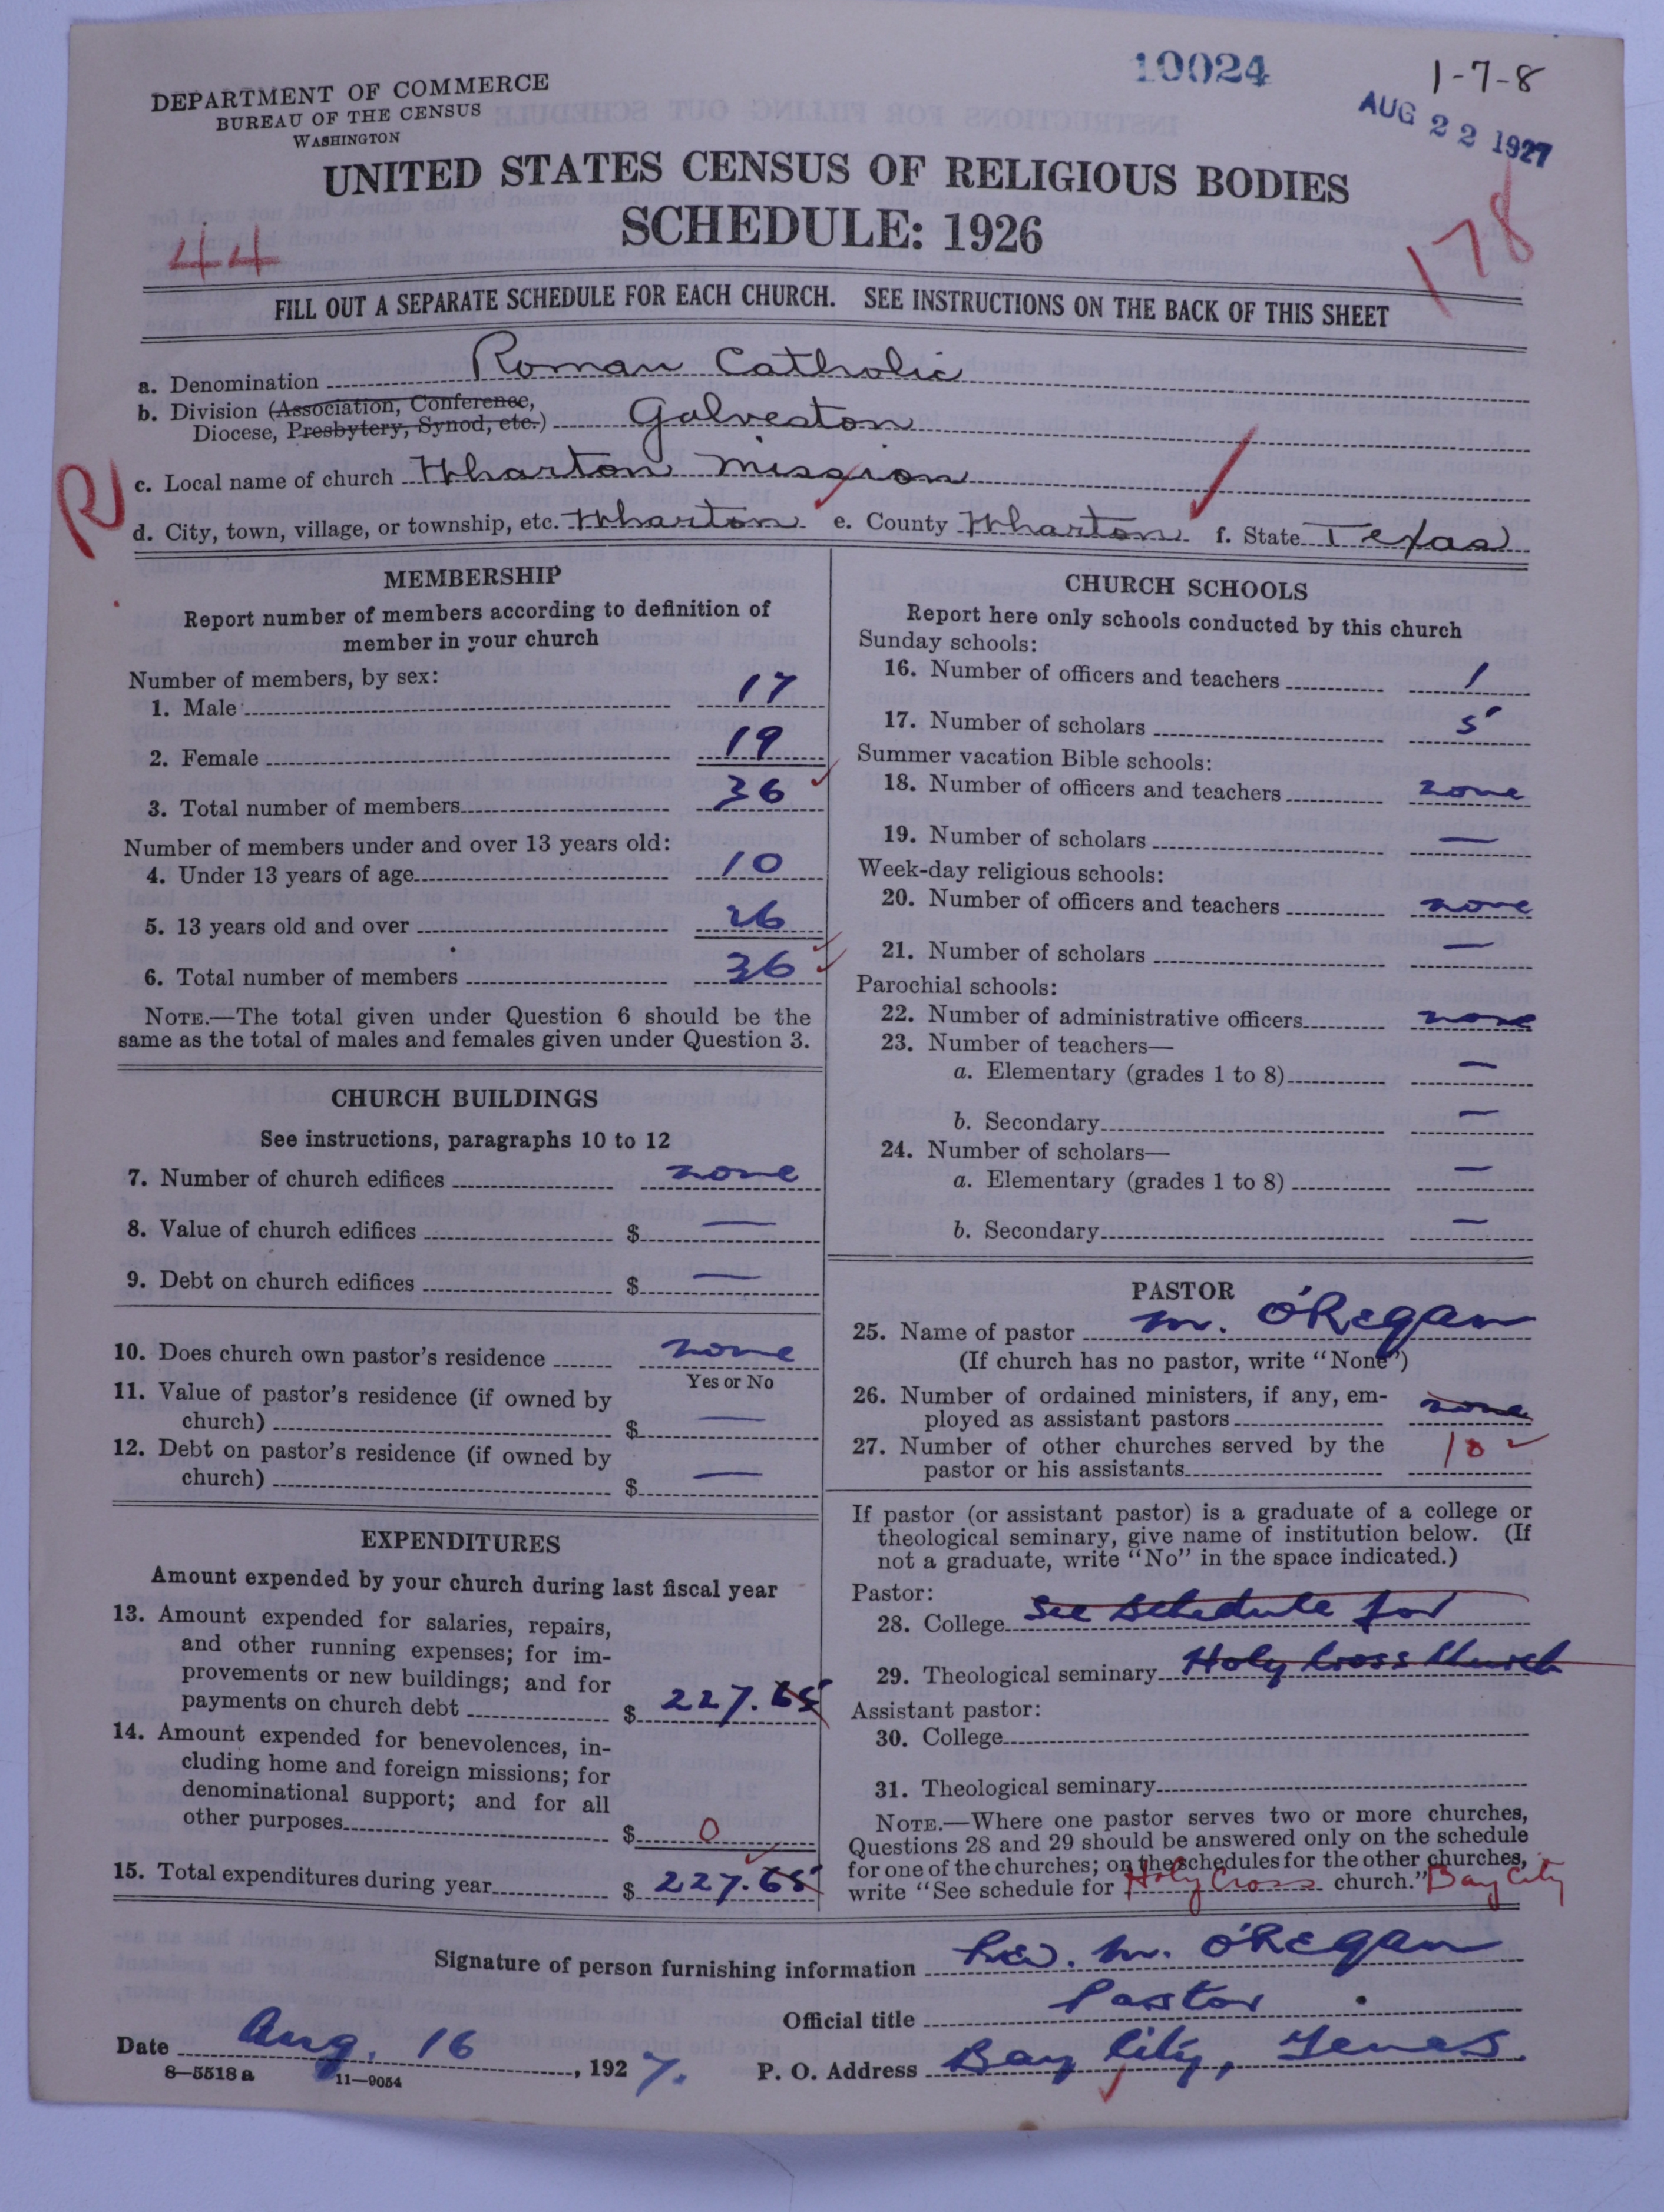 10024
1-7-8
AUG 22 1927
DEPARTMENT OF COMMERCE
BUREAU OF THE CENSUS
WASHINGTON
UNITED STATES CENSUS OF RELIGIOUS BODIES
SCHEDULE: 1926
44
178
FILL OUT A SEPARATE SCHEDULE FOR EACH CHURCH. SEE INSTRUCTIONS ON THE BACK OF THIS SHEET
a. Denomination Roman Catholic
b. Division (Association, Conference,
Diocese, Presbytery, Synod, etc.) Galveston
R
c. Local name of church Wharton Mission
d. City, town, village, or township, etc. Wharton e. County Wharton f. State Texas
MEMBERSHIP
Report number of members according to definition of
member in your church
Number of members, by sex:
1. Male 17
2. Female 19
3. Total number of members 36
Number of members under and over 13 years old:
4. Under 13 years of age 10
5. 13 years old and over 26
6. Total number of members 36
NOTE.—The total given under Question 6 should be the
same as the total of males and females given under Question 3.
CHURCH BUILDINGS
See instructions, paragraphs 10 to 12
7. Number of church edifices none
8. Value of church edifices $ —
9. Debt on church edifices $ —
10. Does church own pastor's residence none
Yes or No
11. Value of pastor's residence (if owned by
church) $ —
12. Debt on pastor's residence (if owned by
church) $ —
EXPENDITURES
Amount expended by your church during last fiscal year
13. Amount expended for salaries, repairs,
and other running expenses; for im-
provements or new buildings; and for
payments on church debt $ 227.65
14. Amount expended for benevolences, in-
cluding home and foreign missions; for
denominational support; and for all
other purposes $ 0
15. Total expenditures during year $ 227.65
CHURCH SCHOOLS
Report here only schools conducted by this church
Sunday schools:
16. Number of officers and teachers 1
17. Number of scholars 5
Summer vacation Bible schools:
18. Number of officers and teachers none
19. Number of scholars —
Week-day religious schools:
20. Number of officers and teachers none
21. Number of scholars —
Parochial schools:
22. Number of administrative officers none
23. Number of teachers—
a. Elementary (grades 1 to 8) —
b. Secondary —
24. Number of scholars—
a. Elementary (grades 1 to 8) —
b. Secondary —
PASTOR
25. Name of pastor M. O'Regan
(If church has no pastor, write "None")
26. Number of ordained ministers, if any, em-
ployed as assistant pastors none
27. Number of other churches served by the
pastor or his assistants 10
If pastor (or assistant pastor) is a graduate of a college or
theological seminary, give name of institution below. (If
not a graduate, write "No" in the space indicated.)
Pastor:
28. College See schedule for
29. Theological seminary Holy Cross Church
Assistant pastor:
30. College
31. Theological seminary
NOTE.—Where one pastor serves two or more churches,
Questions 28 and 29 should be answered only on the schedule
for one of the churches; on the schedules for the other churches,
write "See schedule for Holy Cross church." Bay City
Signature of person furnishing information Rev. M. O'Regan
Official title Pastor
Date Aug. 16, 1927. P. O. Address Bay City, Texas.
8—5518 a 11—9054